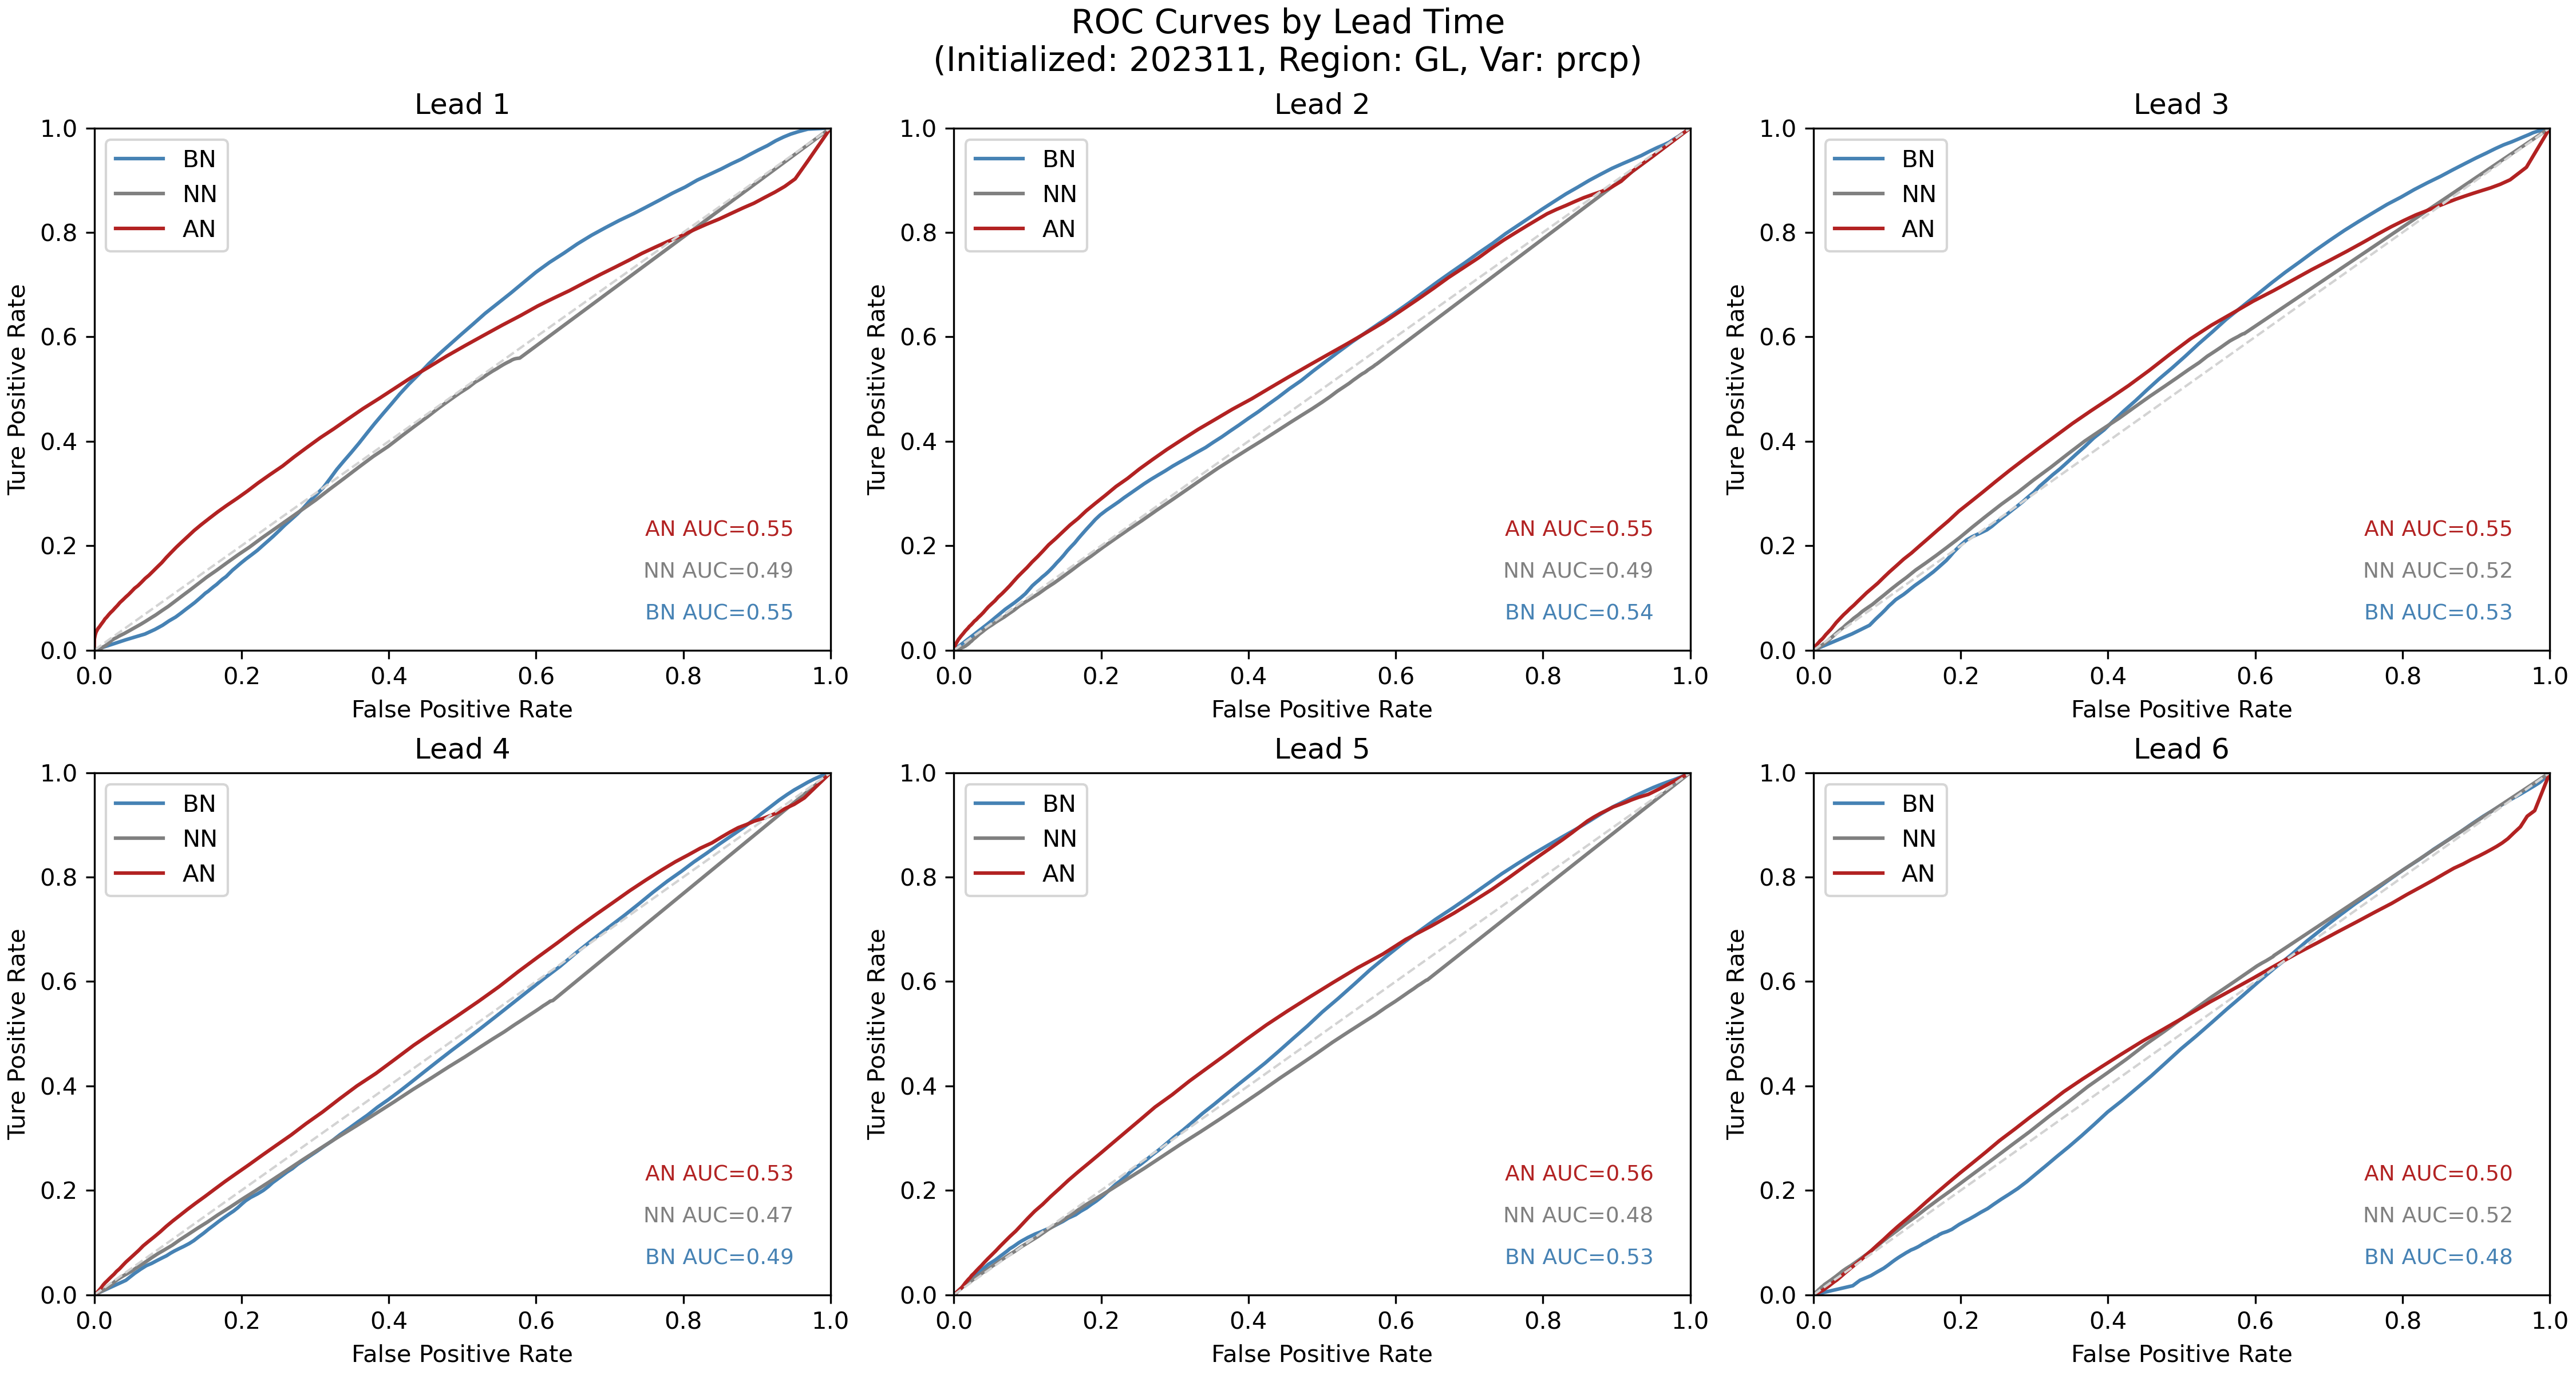 ROC Curves by Lead Time
(Initialized: 202311, Region: GL, Var: prcp)
Lead 1
Ture Positive Rate
1.0
0.8
0.6
0.4
0.2
0.0
BN
NN
AN
AN AUC=0.55
NN AUC=0.49
BN AUC=0.55
0.0 0.2 0.4 0.6 0.8 1.0
False Positive Rate
Lead 2
Ture Positive Rate
1.0
0.8
0.6
0.4
0.2
0.0
BN
NN
AN
AN AUC=0.55
NN AUC=0.49
BN AUC=0.54
0.0 0.2 0.4 0.6 0.8 1.0
False Positive Rate
Lead 3
Ture Positive Rate
1.0
0.8
0.6
0.4
0.2
0.0
BN
NN
AN
AN AUC=0.55
NN AUC=0.52
BN AUC=0.53
0.0 0.2 0.4 0.6 0.8 1.0
False Positive Rate
Lead 4
Ture Positive Rate
1.0
0.8
0.6
0.4
0.2
0.0
BN
NN
AN
AN AUC=0.53
NN AUC=0.47
BN AUC=0.49
0.0 0.2 0.4 0.6 0.8 1.0
False Positive Rate
Lead 5
Ture Positive Rate
1.0
0.8
0.6
0.4
0.2
0.0
BN
NN
AN
AN AUC=0.56
NN AUC=0.48
BN AUC=0.53
0.0 0.2 0.4 0.6 0.8 1.0
False Positive Rate
Lead 6
Ture Positive Rate
1.0
0.8
0.6
0.4
0.2
0.0
BN
NN
AN
AN AUC=0.50
NN AUC=0.52
BN AUC=0.48
0.0 0.2 0.4 0.6 0.8 1.0
False Positive Rate